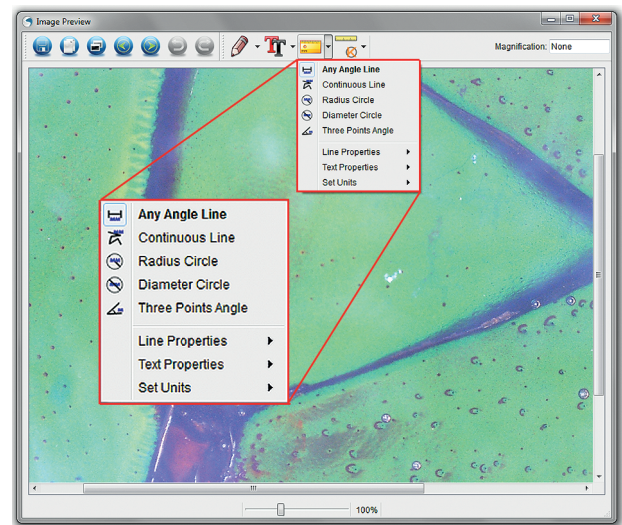 Image Preview
Magnification: None
Any Angle Line
Continuous Line
Radius Circle
Diameter Circle
Three Points Angle
Line Properties
Text Properties
Set Units
Any Angle Line
Continuous Line
Radius Circle
Diameter Circle
Three Points Angle
Line Properties
Text Properties
Set Units
100%